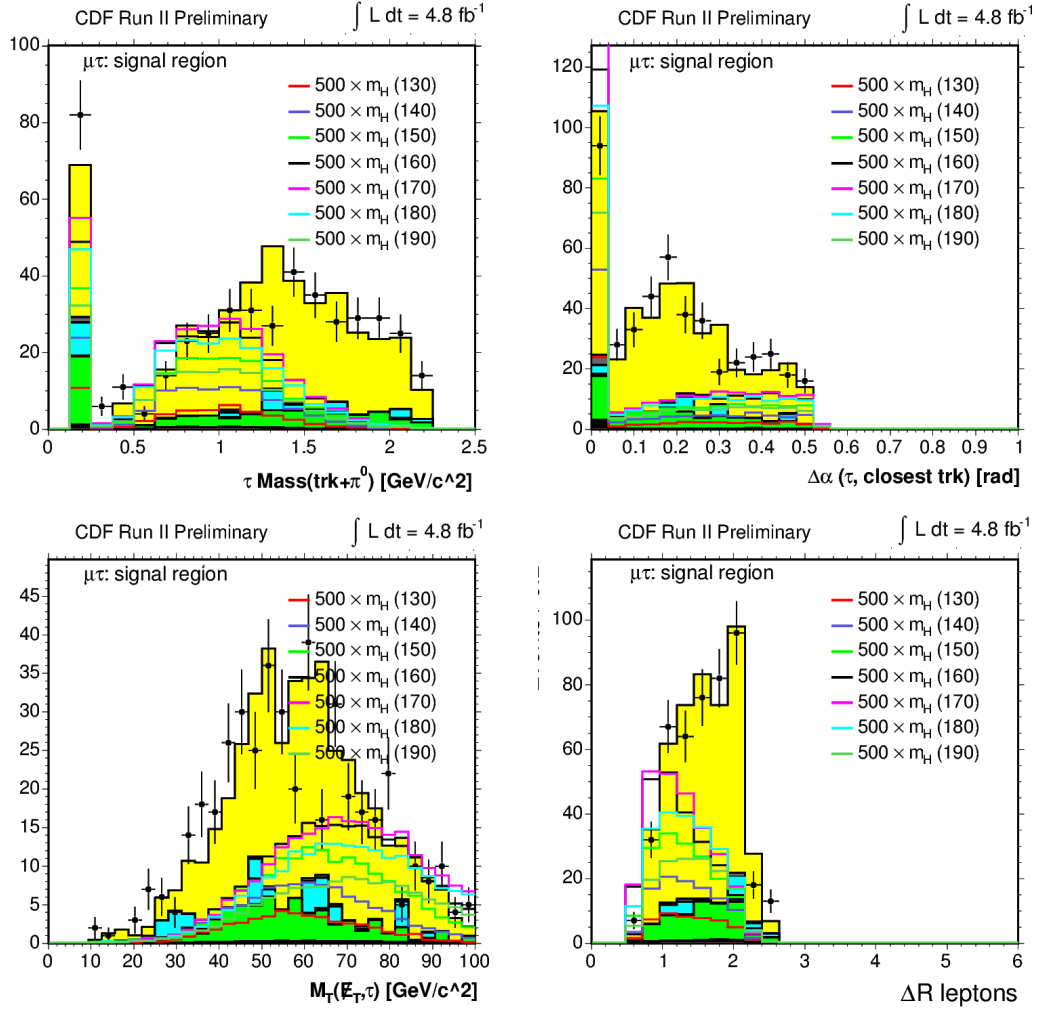 CDF Run II Preliminary ∫ L dt = 4.8 fb⁻¹
μτ: signal region
500 × m_H (130)
500 × m_H (140)
500 × m_H (150)
500 × m_H (160)
500 × m_H (170)
500 × m_H (180)
500 × m_H (190)
100
80
60
40
20
0
0 0.5 1 1.5 2 2.5
τ Mass(trk+π⁰) [GeV/c^2]
CDF Run II Preliminary ∫ L dt = 4.8 fb⁻¹
μτ: signal region
500 × m_H (130)
500 × m_H (140)
500 × m_H (150)
500 × m_H (160)
500 × m_H (170)
500 × m_H (180)
500 × m_H (190)
120
100
80
60
40
20
0
0 0.1 0.2 0.3 0.4 0.5 0.6 0.7 0.8 0.9 1
Δα (τ, closest trk) [rad]
CDF Run II Preliminary ∫ L dt = 4.8 fb⁻¹
μτ: signal region
500 × m_H (130)
500 × m_H (140)
500 × m_H (150)
500 × m_H (160)
500 × m_H (170)
500 × m_H (180)
500 × m_H (190)
45
40
35
30
25
20
15
10
5
0
0 10 20 30 40 50 60 70 80 90 100
M_T(E̸_T,τ) [GeV/c^2]
CDF Run II Preliminary ∫ L dt = 4.8 fb⁻¹
μτ: signal region
500 × m_H (130)
500 × m_H (140)
500 × m_H (150)
500 × m_H (160)
500 × m_H (170)
500 × m_H (180)
500 × m_H (190)
100
80
60
40
20
0
0 1 2 3 4 5 6
ΔR leptons